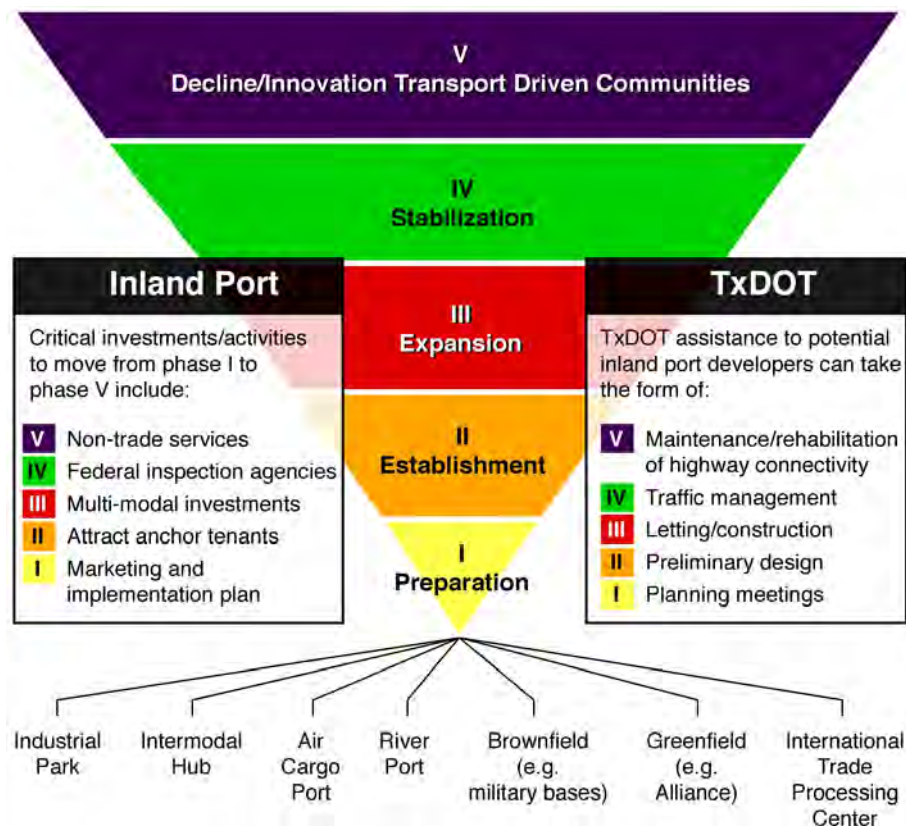 V
Decline/Innovation Transport Driven Communities
IV
Stabilization
III
Expansion
II
Establishment
I
Preparation
Inland Port
Critical investments/activities
to move from phase I to
phase V include:
V Non-trade services
IV Federal inspection agencies
III Multi-modal investments
II Attract anchor tenants
I Marketing and
implementation plan
TxDOT
TxDOT assistance to potential
inland port developers can take
the form of:
V Maintenance/rehabilitation
of highway connectivity
IV Traffic management
III Letting/construction
II Preliminary design
I Planning meetings
Industrial
Park
Intermodal
Hub
Air
Cargo
Port
River
Port
Brownfield
(e.g.
military bases)
Greenfield
(e.g.
Alliance)
International
Trade
Processing
Center